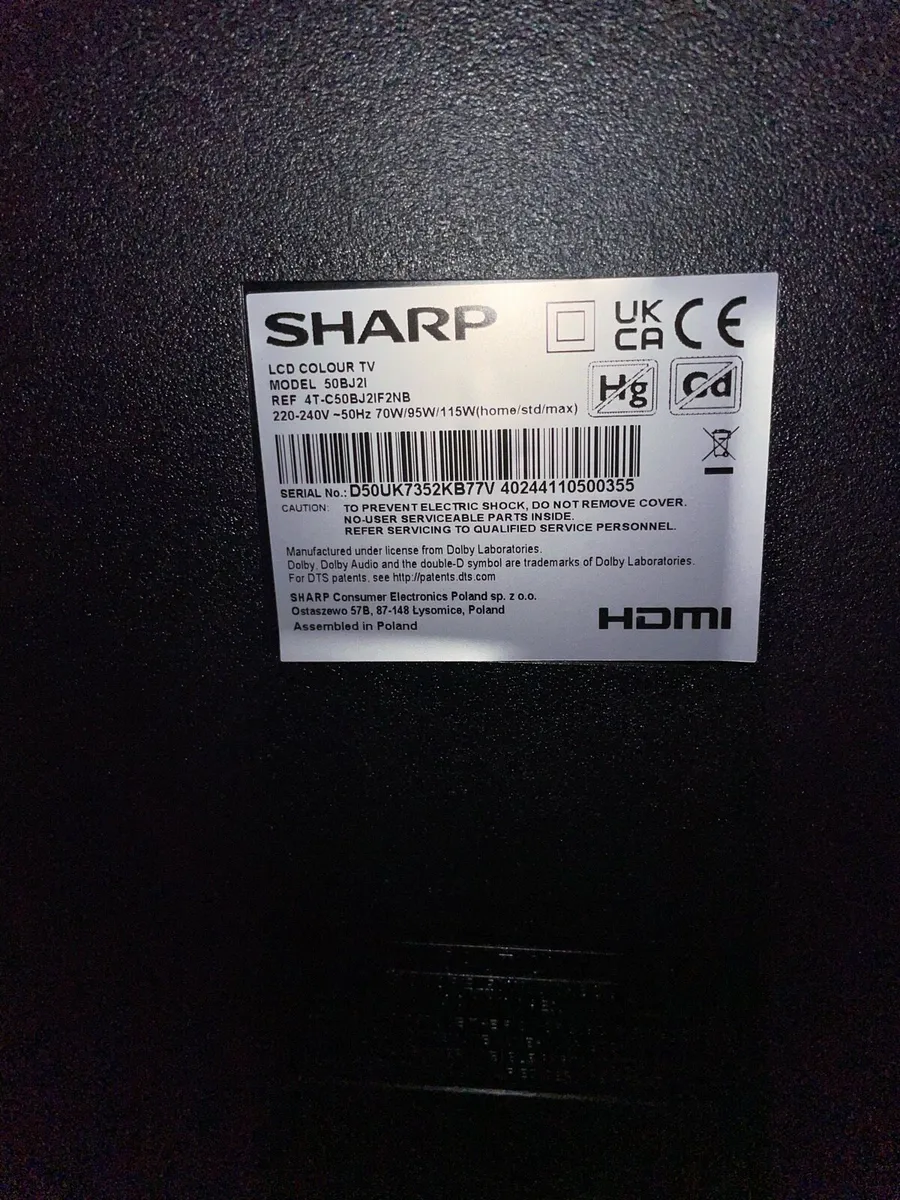 SHARP
UK
CA CE
LCD COLOUR TV
MODEL 50BJ2I
REF 4T-C50BJ2IF2NB
220-240V ~50Hz 70W/95W/115W(home/std/max)
Hg Cd
SERIAL No.: D50UK7352KB77V 40244110500355
CAUTION: TO PREVENT ELECTRIC SHOCK, DO NOT REMOVE COVER.
NO-USER SERVICEABLE PARTS INSIDE.
REFER SERVICING TO QUALIFIED SERVICE PERSONNEL.
Manufactured under license from Dolby Laboratories.
Dolby, Dolby Audio and the double-D symbol are trademarks of Dolby Laboratories.
For DTS patents, see http://patents.dts.com
SHARP Consumer Electronics Poland sp. z o.o.
Ostaszewo 57B, 87-148 Łysomice, Poland
Assembled in Poland
HDMI